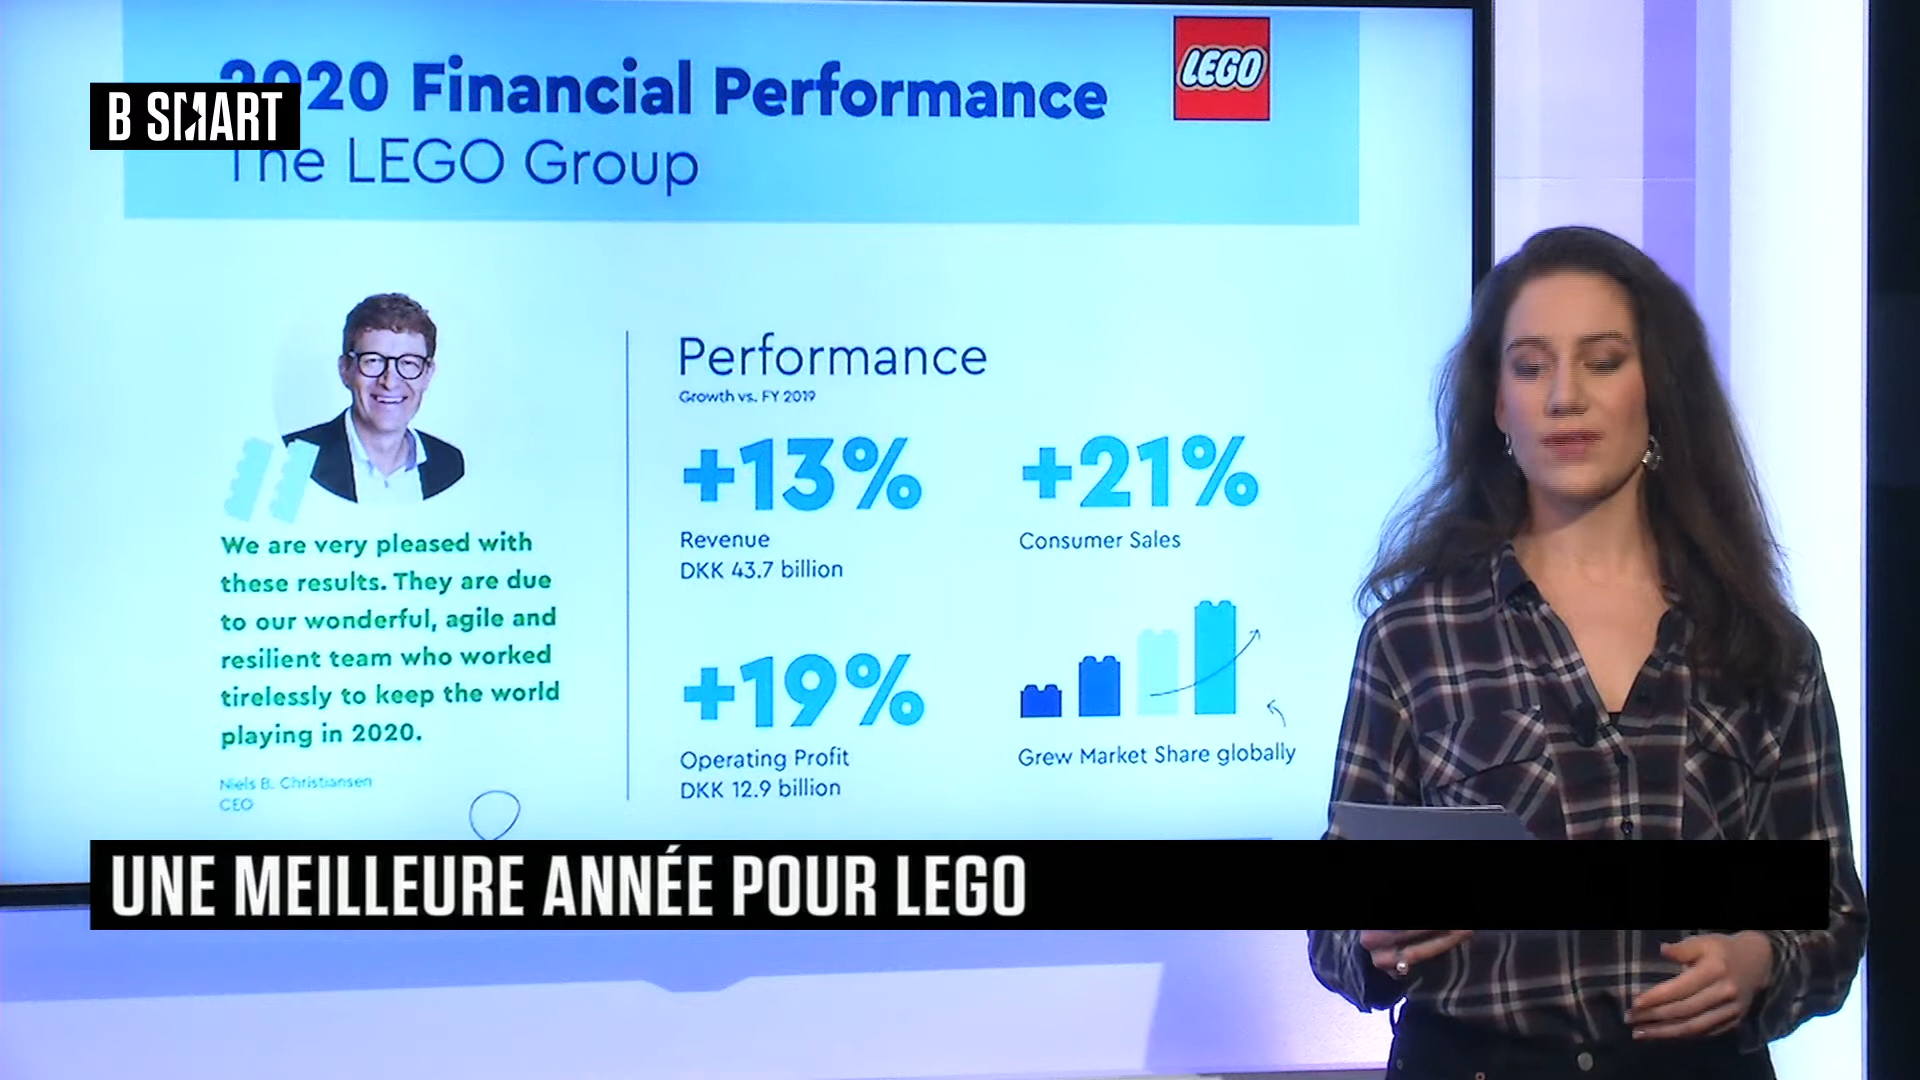 2020 Financial Performance
LEGO
B SMART
The LEGO Group
Performance
Growth vs. FY 2019
+13%
Revenue
DKK 43.7 billion
+21%
Consumer Sales
We are very pleased with
these results. They are due
to our wonderful, agile and
resilient team who worked
tirelessly to keep the world
playing in 2020.
Niels B. Christiansen
CEO
+19%
Operating Profit
DKK 12.9 billion
Grew Market Share globally
UNE MEILLEURE ANNÉE POUR LEGO